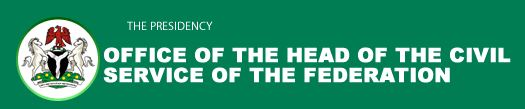 THE PRESIDENCY
OFFICE OF THE HEAD OF THE CIVIL
SERVICE OF THE FEDERATION